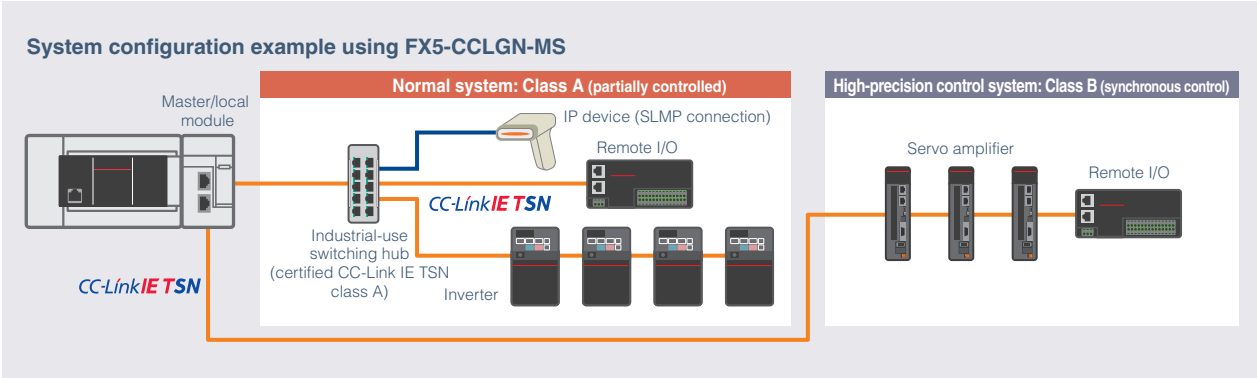 System configuration example using FX5-CCLGN-MS
Normal system: Class A (partially controlled)
High-precision control system: Class B (synchronous control)
Master/local
module
IP device (SLMP connection)
Remote I/O
CC-Link IE TSN
Industrial-use
switching hub
(certified CC-Link IE TSN
class A)
Inverter
Servo amplifier
Remote I/O
CC-Link IE TSN